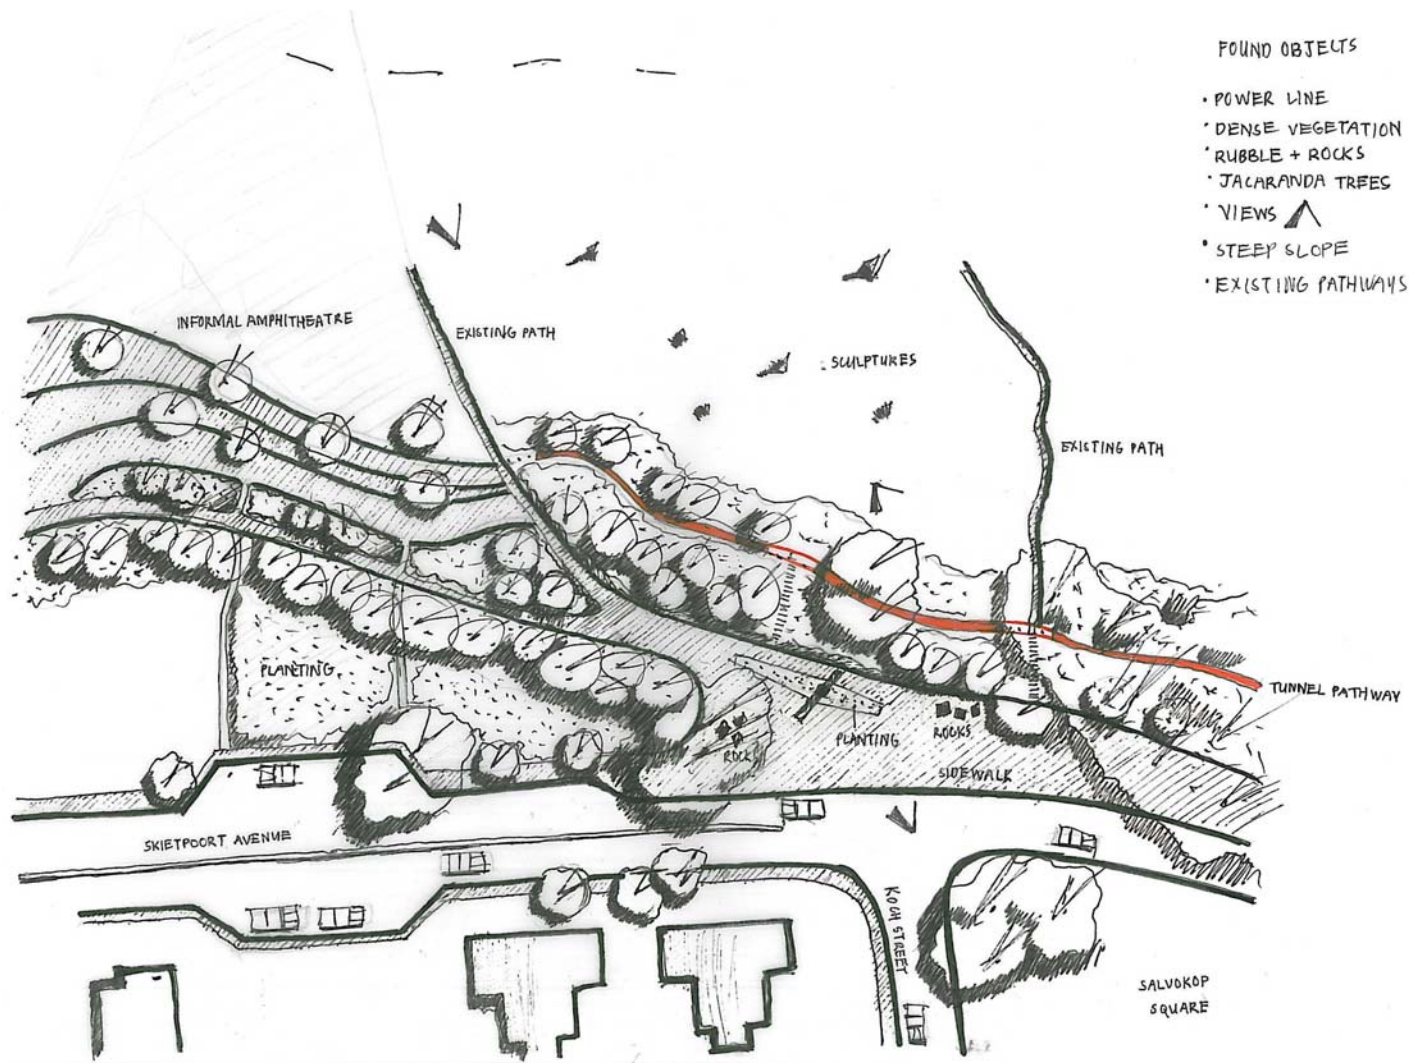 FOUND OBJECTS
• POWER LINE
• DENSE VEGETATION
• RUBBLE + ROCKS
• JACARANDA TREES
• VIEWS
• STEEP SLOPE
• EXISTING PATHWAYS
INFORMAL AMPHITHEATRE
EXISTING PATH
SCULPTURES
EXISTING PATH
PLANTING
TUNNEL PATHWAY
ROCKS
PLANTING
ROCKS
SIDEWALK
SKIETPOORT AVENUE
KOCH STREET
SALVOKOP
SQUARE